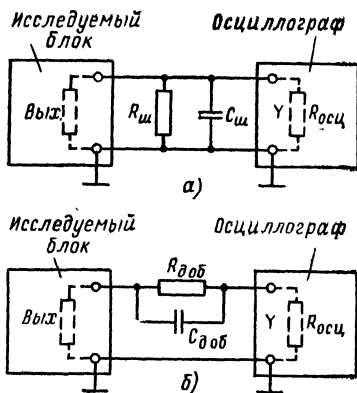 Исследуемый
блок
Осциллограф
Вых
Rш
Cш
Y
Rосц
а)
Исследуемый
блок
Осциллограф
Rдоб
Вых
Cдоб
Y
Rосц
б)